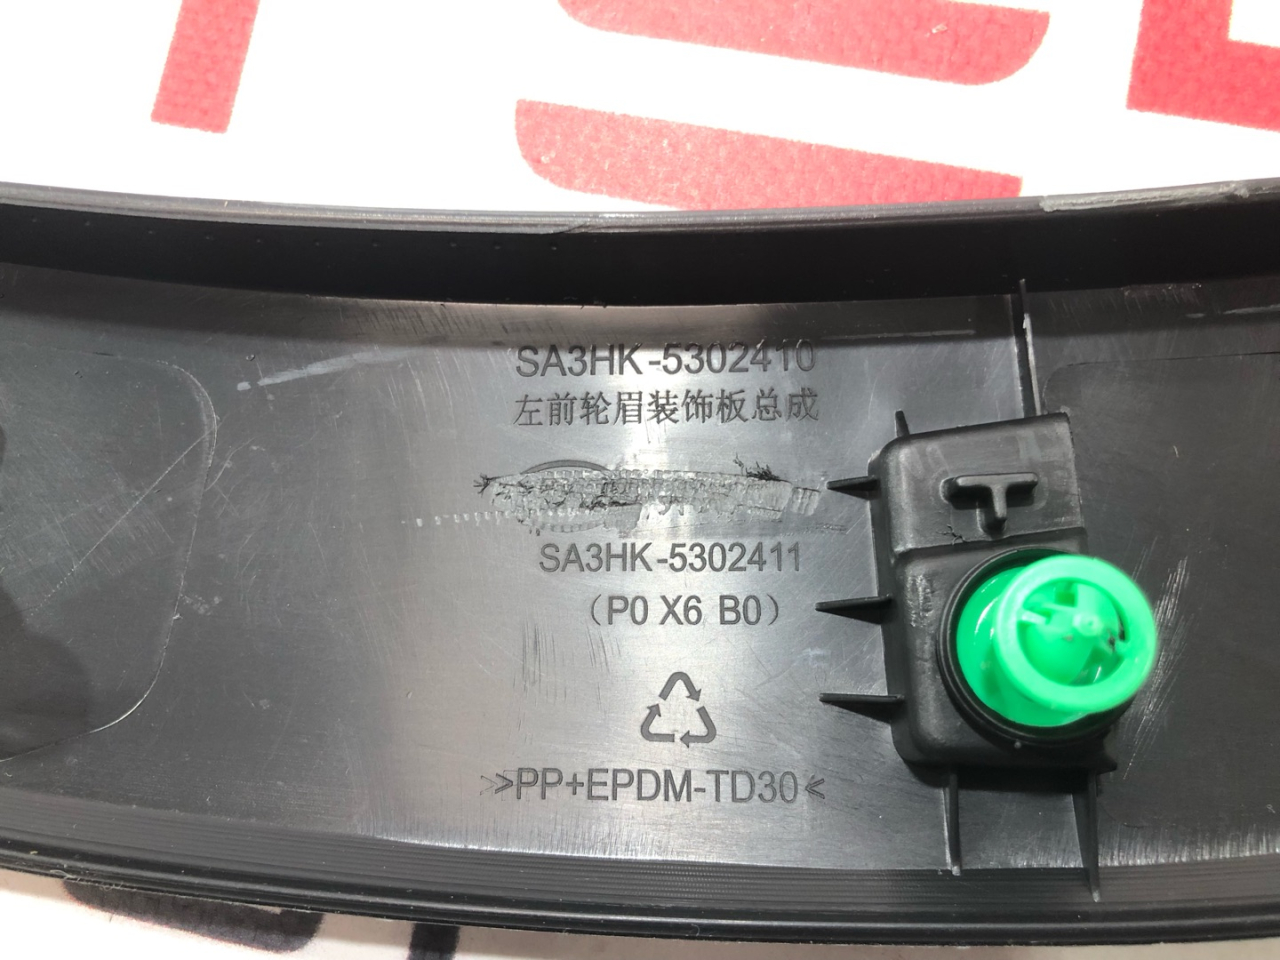 SA3HK-5302410
左前轮眉装饰板总成
SA3HK-5302411
（P0 X6 B0）
>>PP+EPDM-TD30<